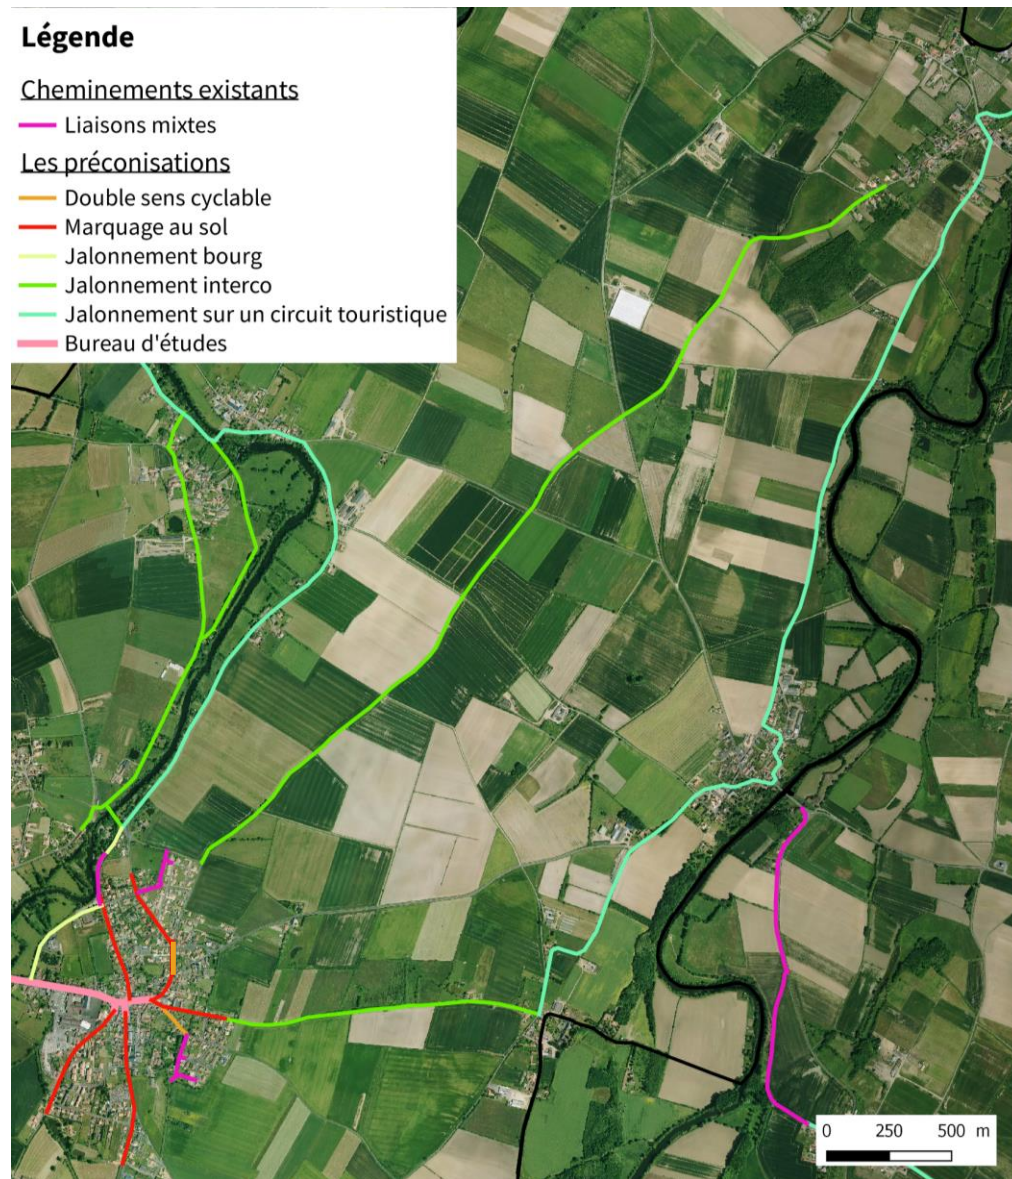 Légende
Cheminements existants
Liaisons mixtes
Les préconisations
Double sens cyclable
Marquage au sol
Jalonnement bourg
Jalonnement interco
Jalonnement sur un circuit touristique
Bureau d'études
0 250 500 m